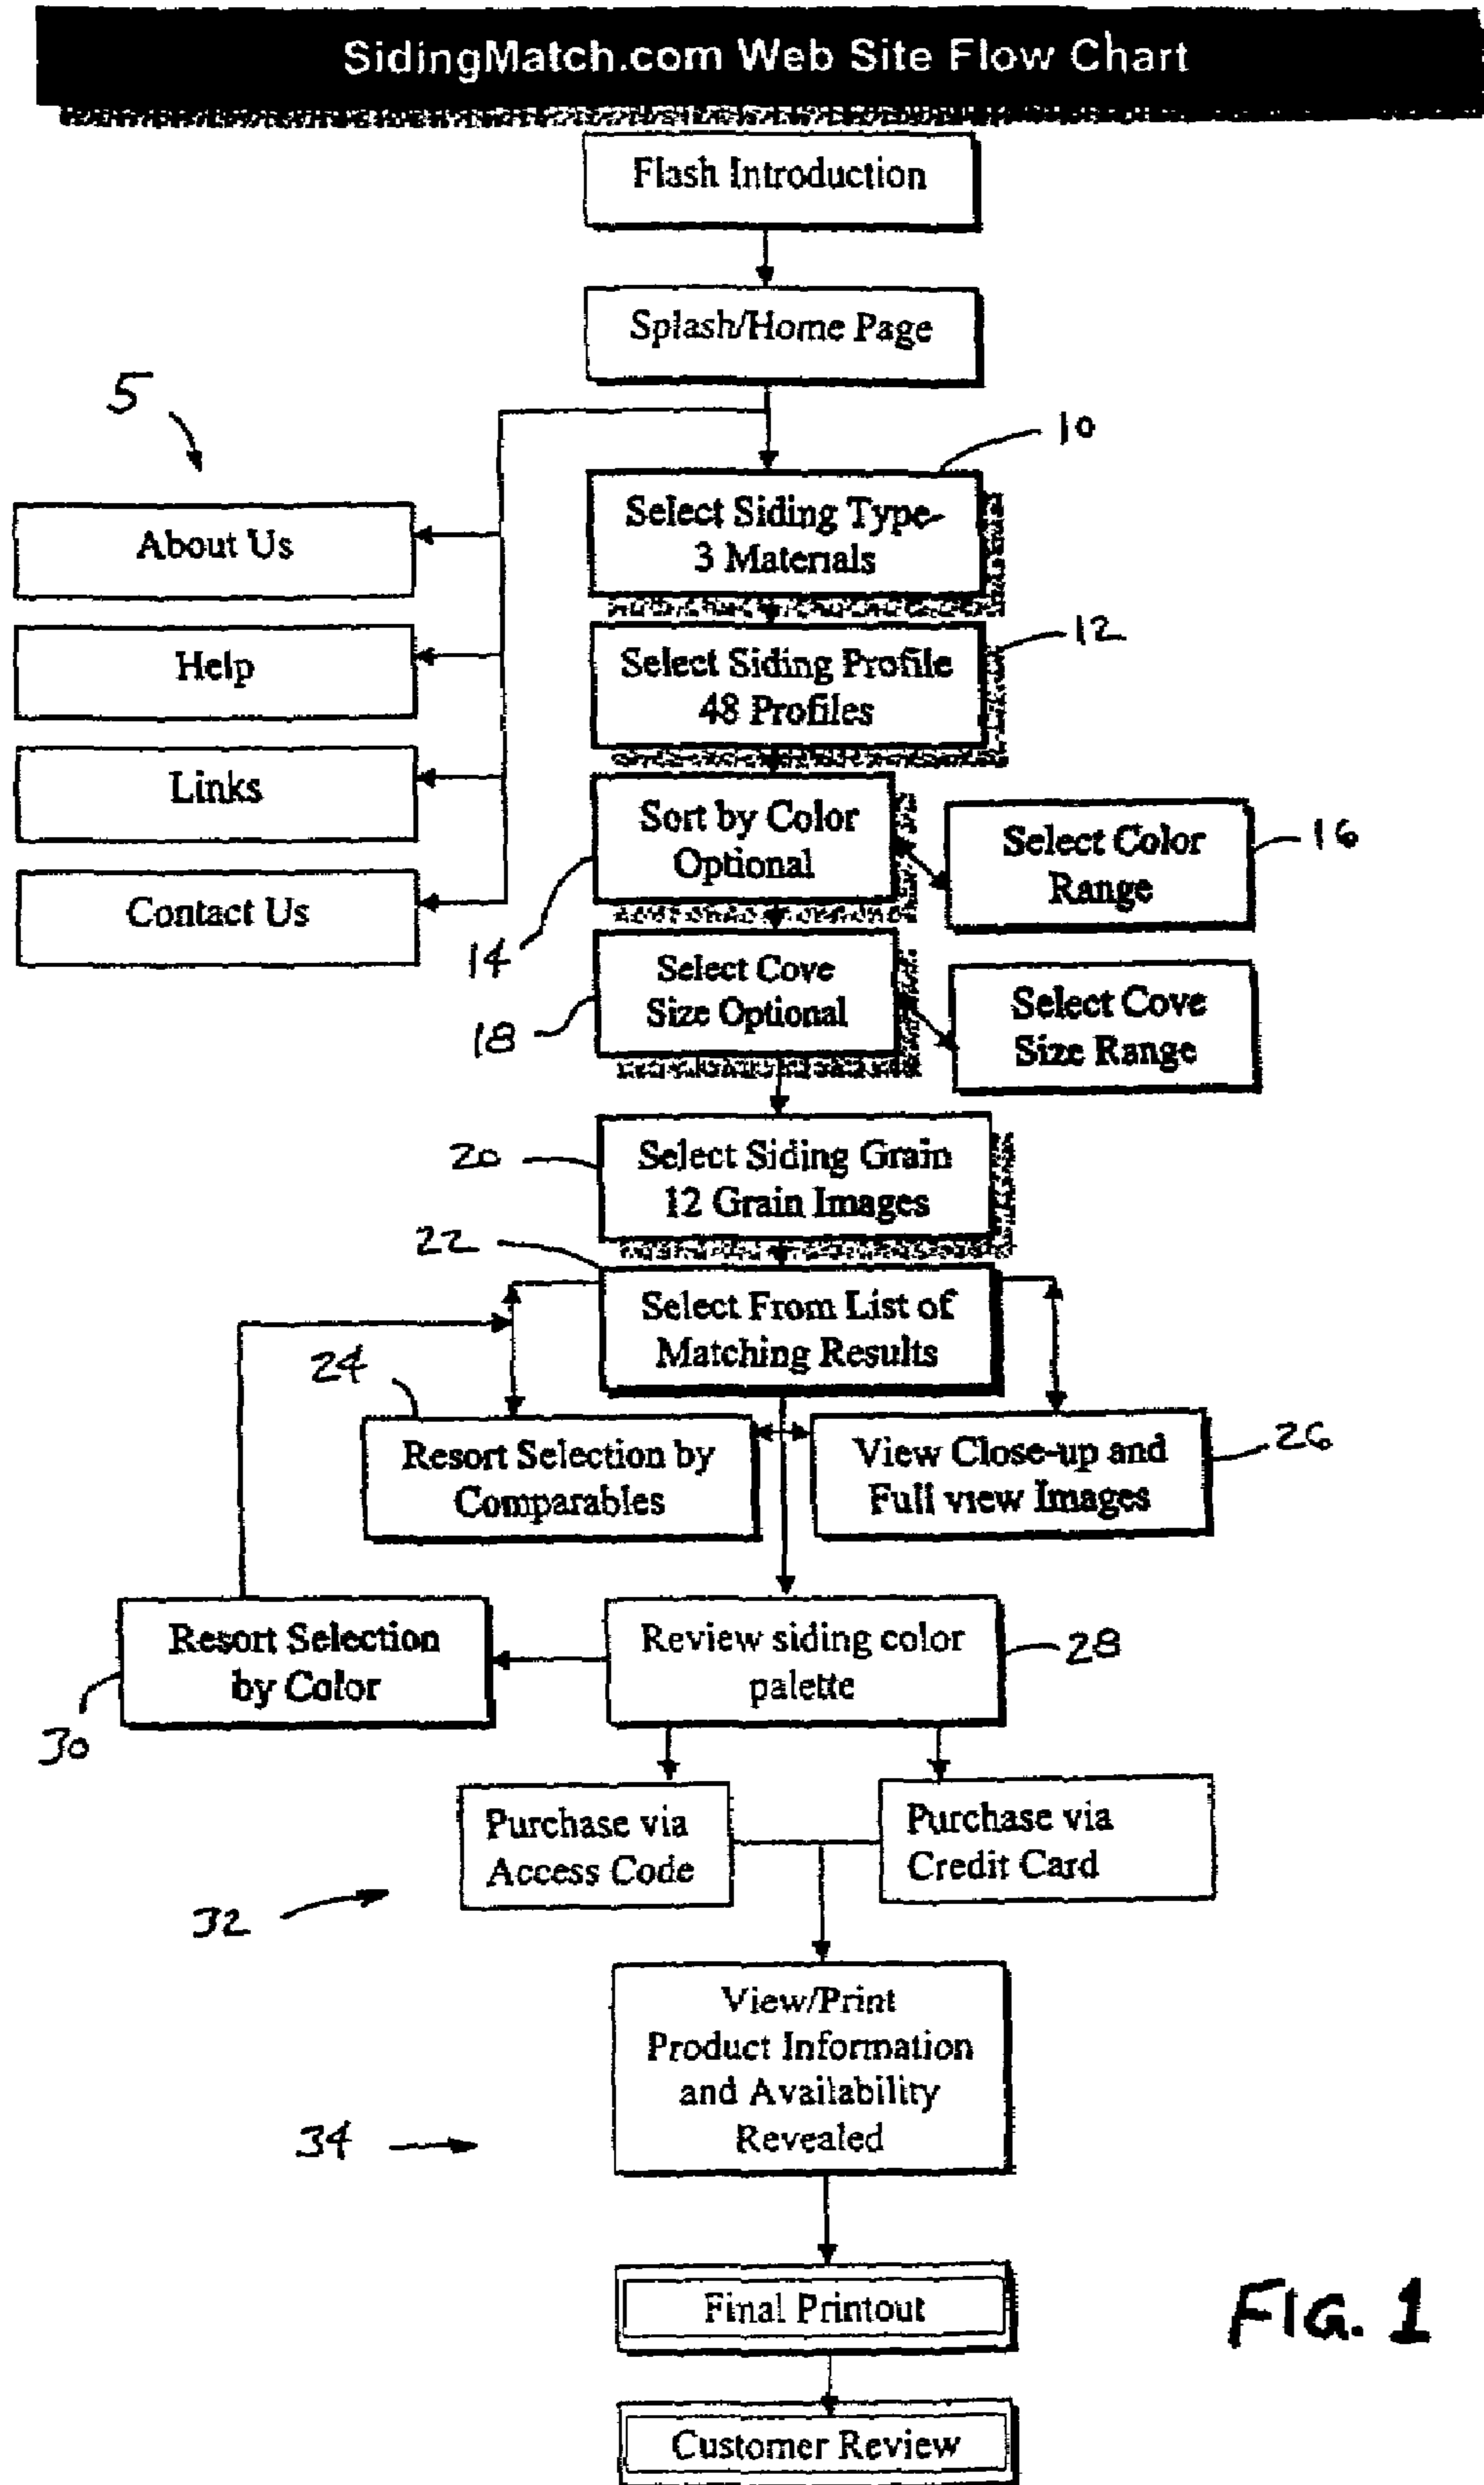 SidingMatch.com Web Site Flow Chart
Flash Introduction
Splash/Home Page
5
10
Select Siding Type-
3 Materials
About Us
12
Select Siding Profile
48 Profiles
Help
Links
Sort by Color
Optional
Select Color
Range
16
Contact Us
14
Select Cove
Size Optional
18
Select Cove
Size Range
20
Select Siding Grain
12 Grain Images
22
Select From List of
Matching Results
24
Resort Selection by
Comparables
View Close-up and
Full view Images
26
Resort Selection
by Color
30
Review siding color
palette
28
Purchase via
Access Code
Purchase via
Credit Card
32
View/Print
Product Information
and Availability
Revealed
34
Final Printout
FIG. 1
Customer Review